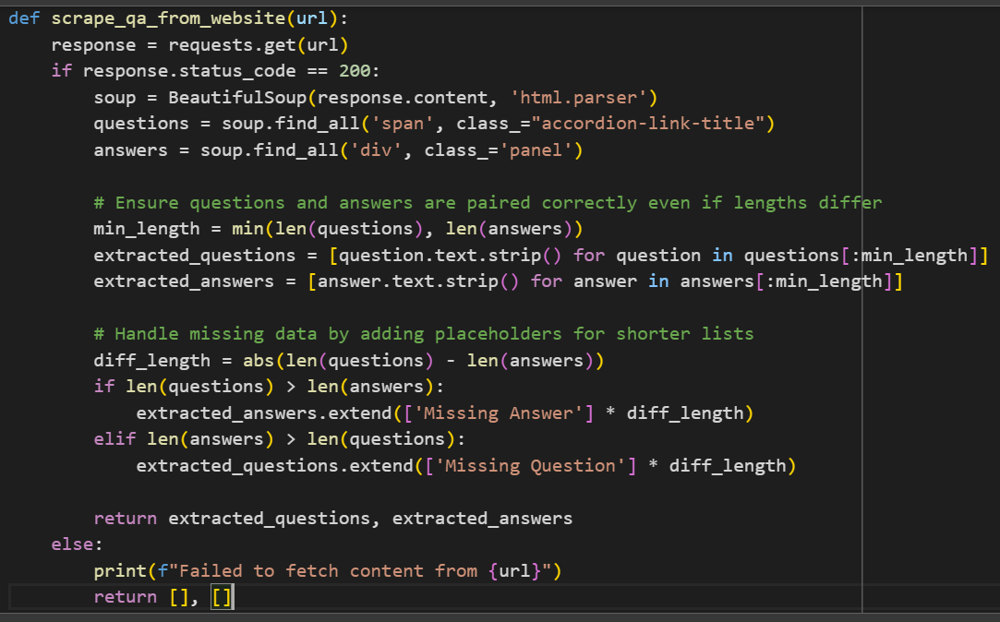 def scrape_qa_from_website(url):
    response = requests.get(url)
    if response.status_code == 200:
        soup = BeautifulSoup(response.content, 'html.parser')
        questions = soup.find_all('span', class_="accordion-link-title")
        answers = soup.find_all('div', class_='panel')

        # Ensure questions and answers are paired correctly even if lengths differ
        min_length = min(len(questions), len(answers))
        extracted_questions = [question.text.strip() for question in questions[:min_length]]
        extracted_answers = [answer.text.strip() for answer in answers[:min_length]]

        # Handle missing data by adding placeholders for shorter lists
        diff_length = abs(len(questions) - len(answers))
        if len(questions) > len(answers):
            extracted_answers.extend(['Missing Answer'] * diff_length)
        elif len(answers) > len(questions):
            extracted_questions.extend(['Missing Question'] * diff_length)

        return extracted_questions, extracted_answers
    else:
        print(f"Failed to fetch content from {url}")
        return [], []